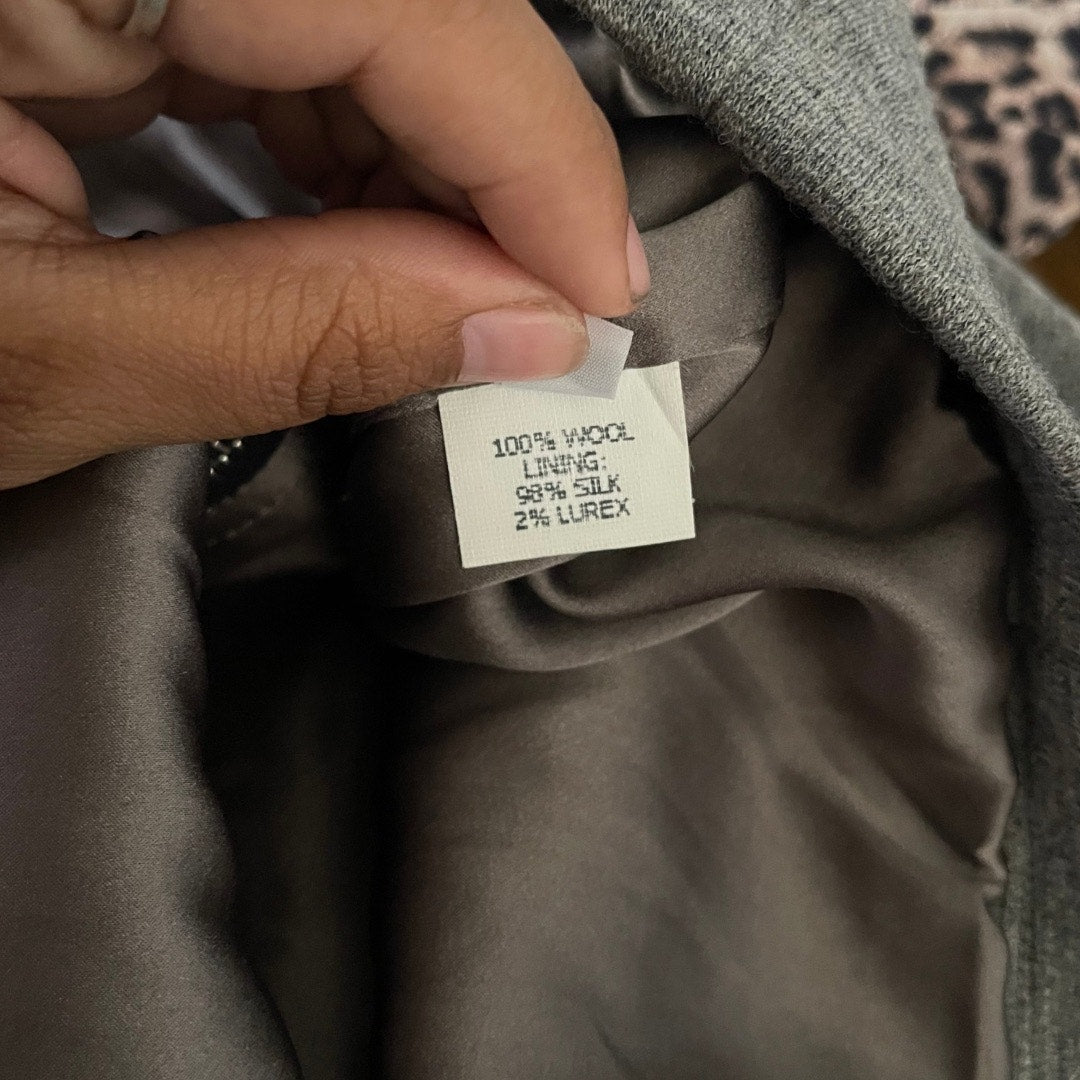 100% WOOL
LINING:
98% SILK
2% LUREX